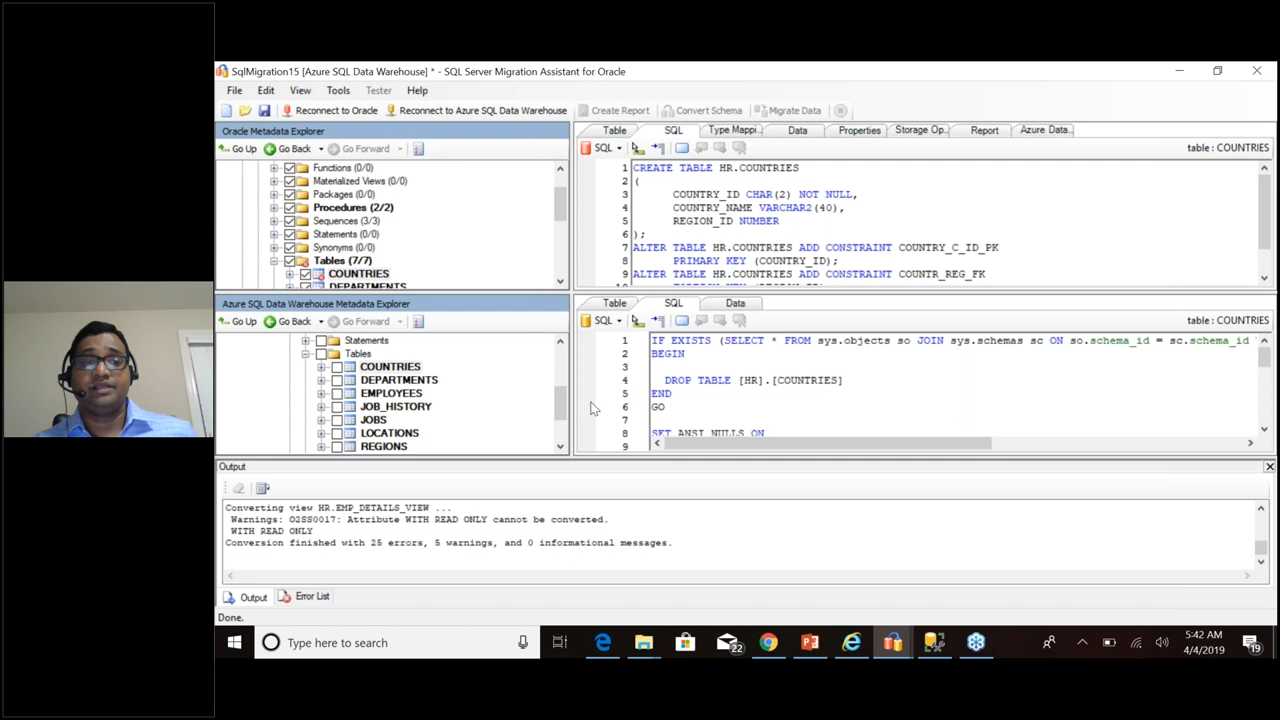 SqlMigration15 [Azure SQL Data Warehouse] * - SQL Server Migration Assistant for Oracle
File Edit View Tools Tester Help
Reconnect to Oracle Reconnect to Azure SQL Data Warehouse Create Report Convert Schema Migrate Data
Oracle Metadata Explorer
Go Up Go Back Go Forward
Functions (0/0)
Materialized Views (0/0)
Packages (0/0)
Procedures (2/2)
Sequences (3/3)
Statements (0/0)
Synonyms (0/0)
Tables (7/7)
COUNTRIES
DEPARTMENTS
Table SQL Type Mappi.. Data Properties Storage Op.. Report Azure Data..
SQL table : COUNTRIES
1 CREATE TABLE HR.COUNTRIES
2 (
3 COUNTRY_ID CHAR(2) NOT NULL,
4 COUNTRY_NAME VARCHAR2(40),
5 REGION_ID NUMBER
6 );
7 ALTER TABLE HR.COUNTRIES ADD CONSTRAINT COUNTRY_C_ID_PK
8 PRIMARY KEY (COUNTRY_ID);
9 ALTER TABLE HR.COUNTRIES ADD CONSTRAINT COUNTR_REG_FK
Azure SQL Data Warehouse Metadata Explorer
Go Up Go Back Go Forward
Statements
Tables
COUNTRIES
DEPARTMENTS
EMPLOYEES
JOB_HISTORY
JOBS
LOCATIONS
REGIONS
Table SQL Data
SQL table : COUNTRIES
1 IF EXISTS (SELECT * FROM sys.objects so JOIN sys.schemas sc ON so.schema_id = sc.schema_id
2 BEGIN
3
4 DROP TABLE [HR].[COUNTRIES]
5 END
6 GO
7
8 SET ANSI_NULLS ON
9
Output
Converting view HR.EMP_DETAILS_VIEW ...
Warnings: O2SS0017: Attribute WITH READ ONLY cannot be converted.
WITH READ ONLY
Conversion finished with 25 errors, 5 warnings, and 0 informational messages.
Output Error List
Done.
Type here to search
22
5:42 AM
4/4/2019
19